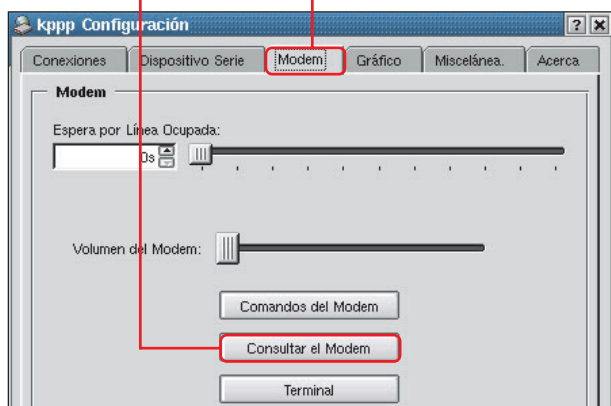 kppp Configuración
Conexiones Dispositivo Serie Modem Gráfico Miscelánea. Acerca
Modem
Espera por Línea Ocupada:
0s
Volumen del Modem:
Comandos del Modem
Consultar el Modem
Terminal